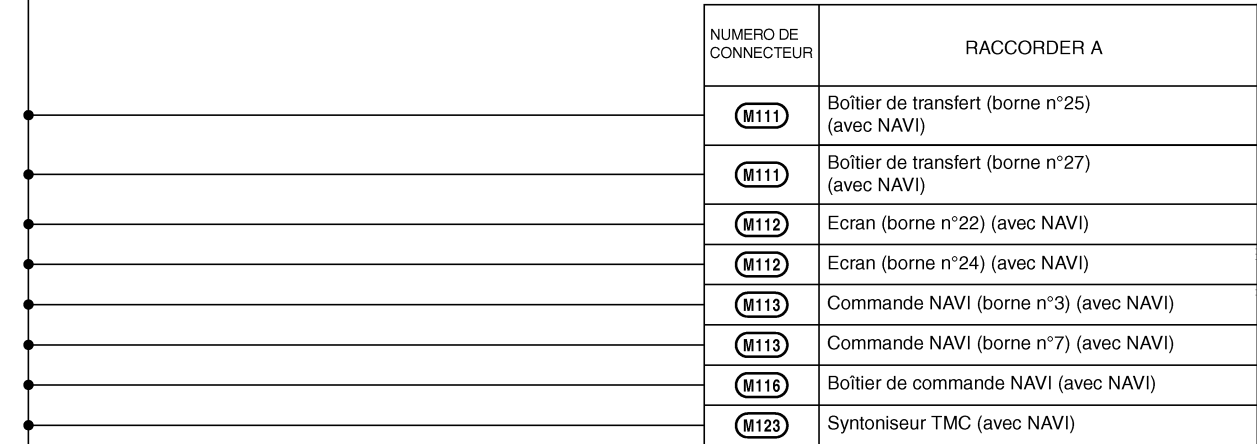 NUMERO DE
CONNECTEUR
RACCORDER A
M111
Boîtier de transfert (borne n°25)
(avec NAVI)
M111
Boîtier de transfert (borne n°27)
(avec NAVI)
M112
Ecran (borne n°22) (avec NAVI)
M112
Ecran (borne n°24) (avec NAVI)
M113
Commande NAVI (borne n°3) (avec NAVI)
M113
Commande NAVI (borne n°7) (avec NAVI)
M116
Boîtier de commande NAVI (avec NAVI)
M123
Syntoniseur TMC (avec NAVI)